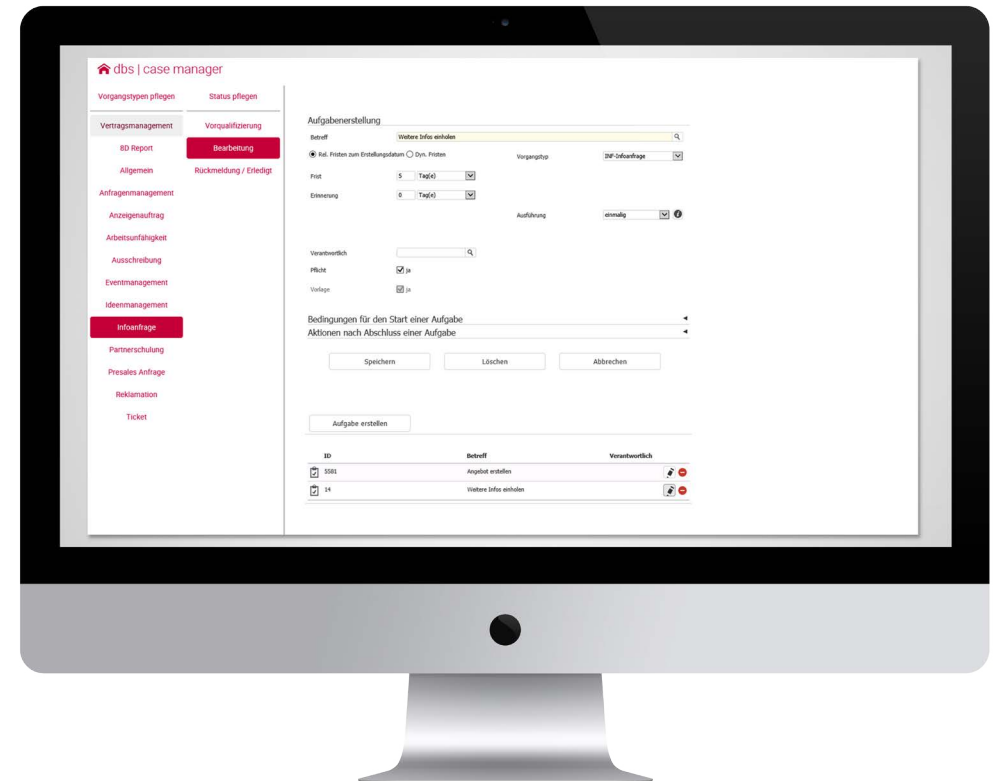 dbs | case manager
Vorgangstypen pflegen
Status pflegen
Vertragsmanagement
BD Report
Allgemein
Anfragenmanagement
Anzeigenauftrag
Arbeitsunfähigkeit
Ausschreibung
Eventmanagement
Ideenmanagement
Infoanfrage
Partnerschulung
Presales Anfrage
Reklamation
Ticket
Vorqualifizierung
Bearbeitung
Rückmeldung / Erledigt
Aufgabenerstellung
Betreff Weitere Infos einholen
Rel. Fristen zum Erstellungsdatum Dyn. Fristen Vorgangstyp INF-Infoanfrage
Frist 5 Tag(e)
Erinnerung 0 Tag(e)
Ausführung einmalig
Verantwortlich
Pflicht ja
Vorlage ja
Bedingungen für den Start einer Aufgabe
Aktionen nach Abschluss einer Aufgabe
Speichern Löschen Abbrechen
Aufgabe erstellen
ID Betreff Verantwortlich
5581 Angebot erstellen
14 Weitere Infos einholen